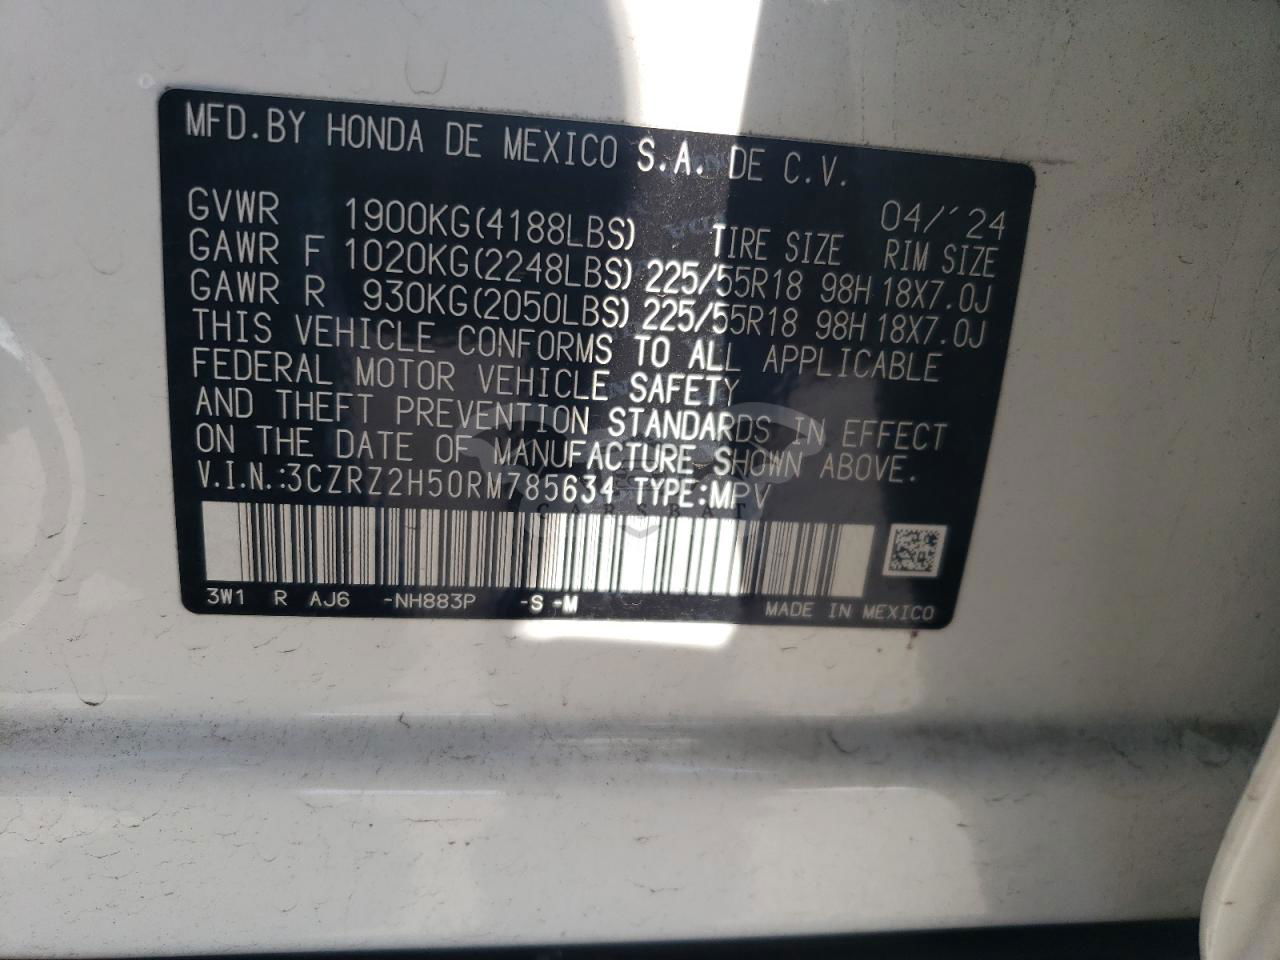 MFD.BY HONDA DE MEXICO S.A. DE C.V.
04/'24
GVWR 1900KG(4188LBS) TIRE SIZE RIM SIZE
GAWR F 1020KG(2248LBS) 225/55R18 98H 18X7.0J
GAWR R 930KG(2050LBS) 225/55R18 98H 18X7.0J
THIS VEHICLE CONFORMS TO ALL APPLICABLE
FEDERAL MOTOR VEHICLE SAFETY
AND THEFT PREVENTION STANDARDS IN EFFECT
ON THE DATE OF MANUFACTURE SHOWN ABOVE.
V.I.N.:3CZRZ2H50RM785634 TYPE:MPV
CARSBAT
3W1 R AJ6 -NH883P -S -M MADE IN MEXICO